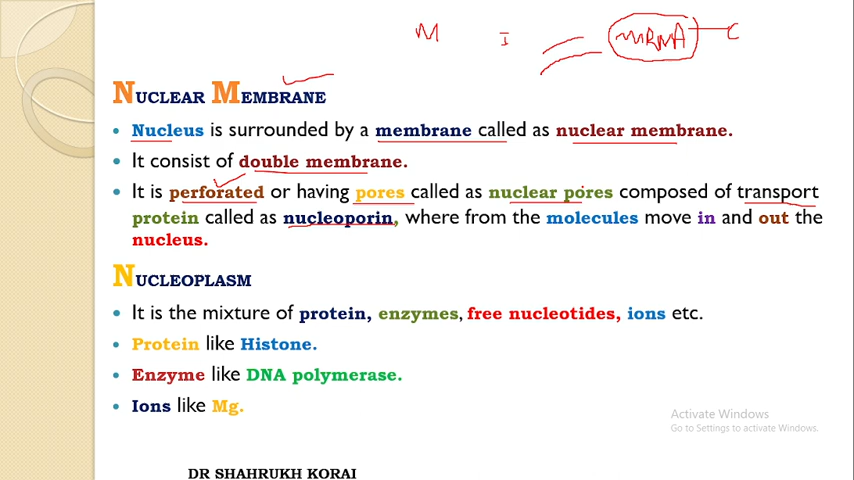 M I mRNA C
NUCLEAR MEMBRANE
• Nucleus is surrounded by a membrane called as nuclear membrane.
• It consist of double membrane.
• It is perforated or having pores called as nuclear pores composed of transport
protein called as nucleoporin, where from the molecules move in and out the
nucleus.
NUCLEOPLASM
• It is the mixture of protein, enzymes, free nucleotides, ions etc.
• Protein like Histone.
• Enzyme like DNA polymerase.
• Ions like Mg.
Activate Windows
Go to Settings to activate Windows.
DR SHAHRUKH KORAI